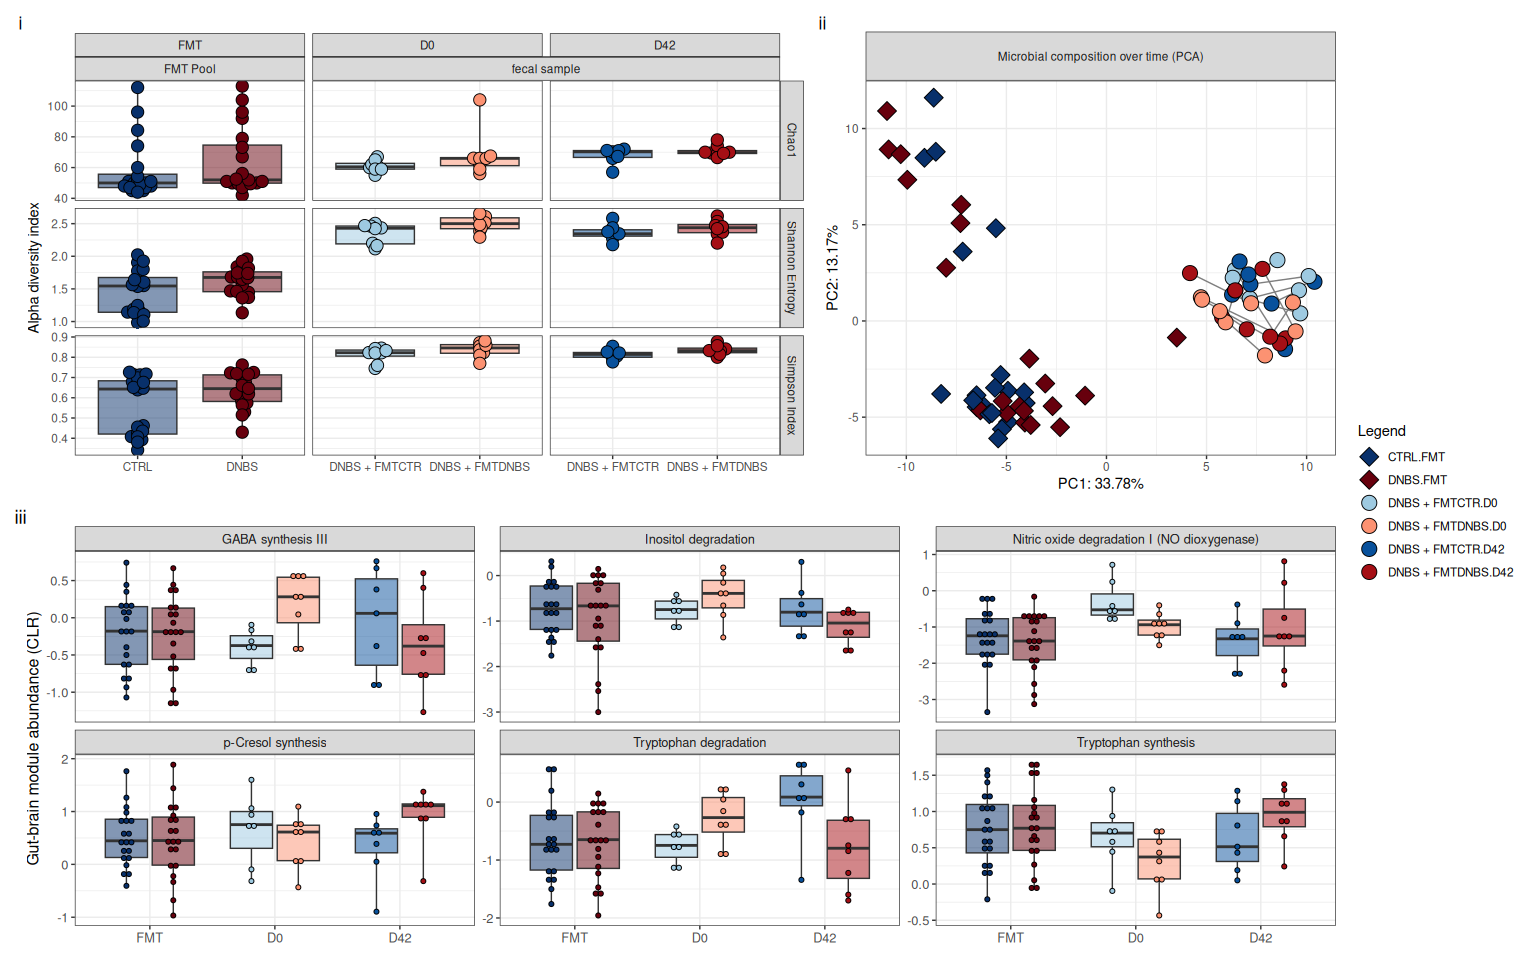 i
FMT
D0
D42
FMT Pool
fecal sample
Alpha diversity index
100
80
60
40
Chao1
2.5
2.0
1.5
1.0
Shannon Entropy
0.9
0.8
0.7
0.6
0.5
0.4
Simpson Index
CTRL
DNBS
DNBS + FMTCTR
DNBS + FMTDNBS
DNBS + FMTCTR
DNBS + FMTDNBS
ii
Microbial composition over time (PCA)
PC2: 13.17%
10
5
0
-5
-10
-5
0
5
10
PC1: 33.78%
Legend
CTRL.FMT
DNBS.FMT
DNBS + FMTCTR.D0
DNBS + FMTDNBS.D0
DNBS + FMTCTR.D42
DNBS + FMTDNBS.D42
iii
Gut-brain module abundance (CLR)
GABA synthesis III
0.5
0.0
-0.5
-1.0
Inositol degradation
0
-1
-2
-3
Nitric oxide degradation I (NO dioxygenase)
1
0
-1
-2
-3
p-Cresol synthesis
2
1
0
-1
FMT
D0
D42
Tryptophan degradation
0
-1
-2
FMT
D0
D42
Tryptophan synthesis
1.5
1.0
0.5
0.0
-0.5
FMT
D0
D42